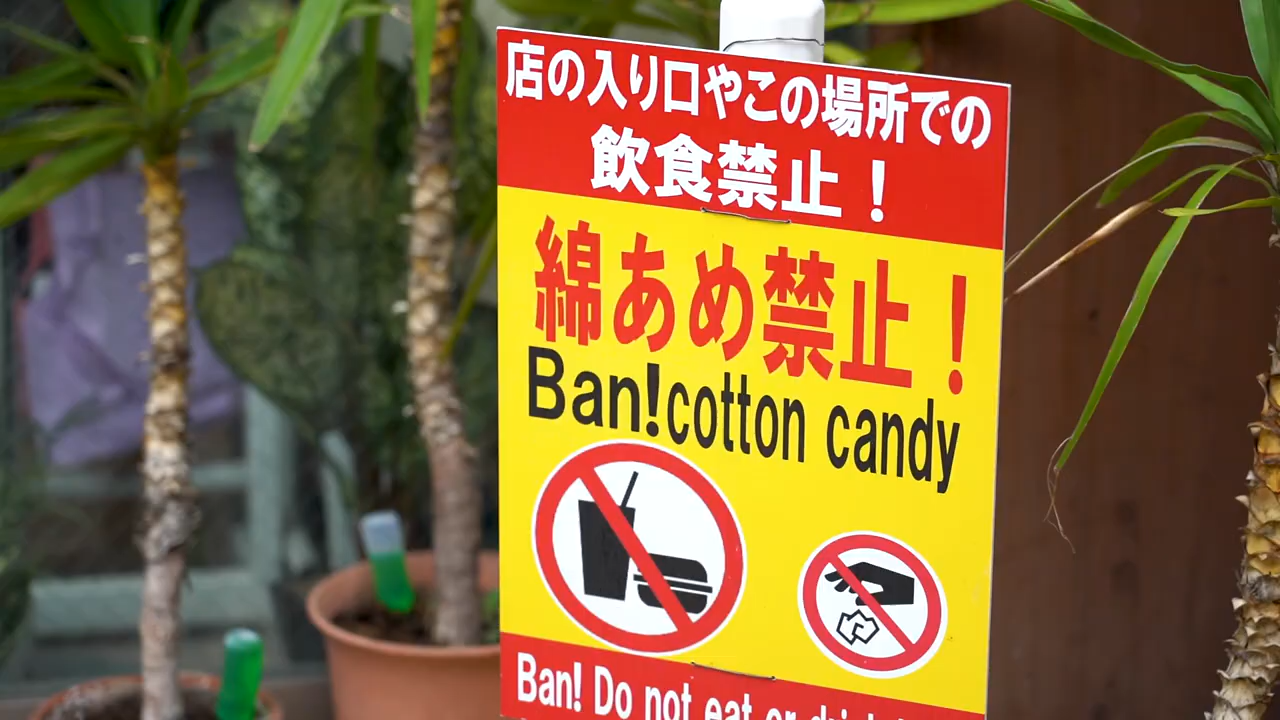 店の入り口やこの場所での
飲食禁止！
綿あめ禁止！
Ban!cotton candy
Ban! Do not eat or drink